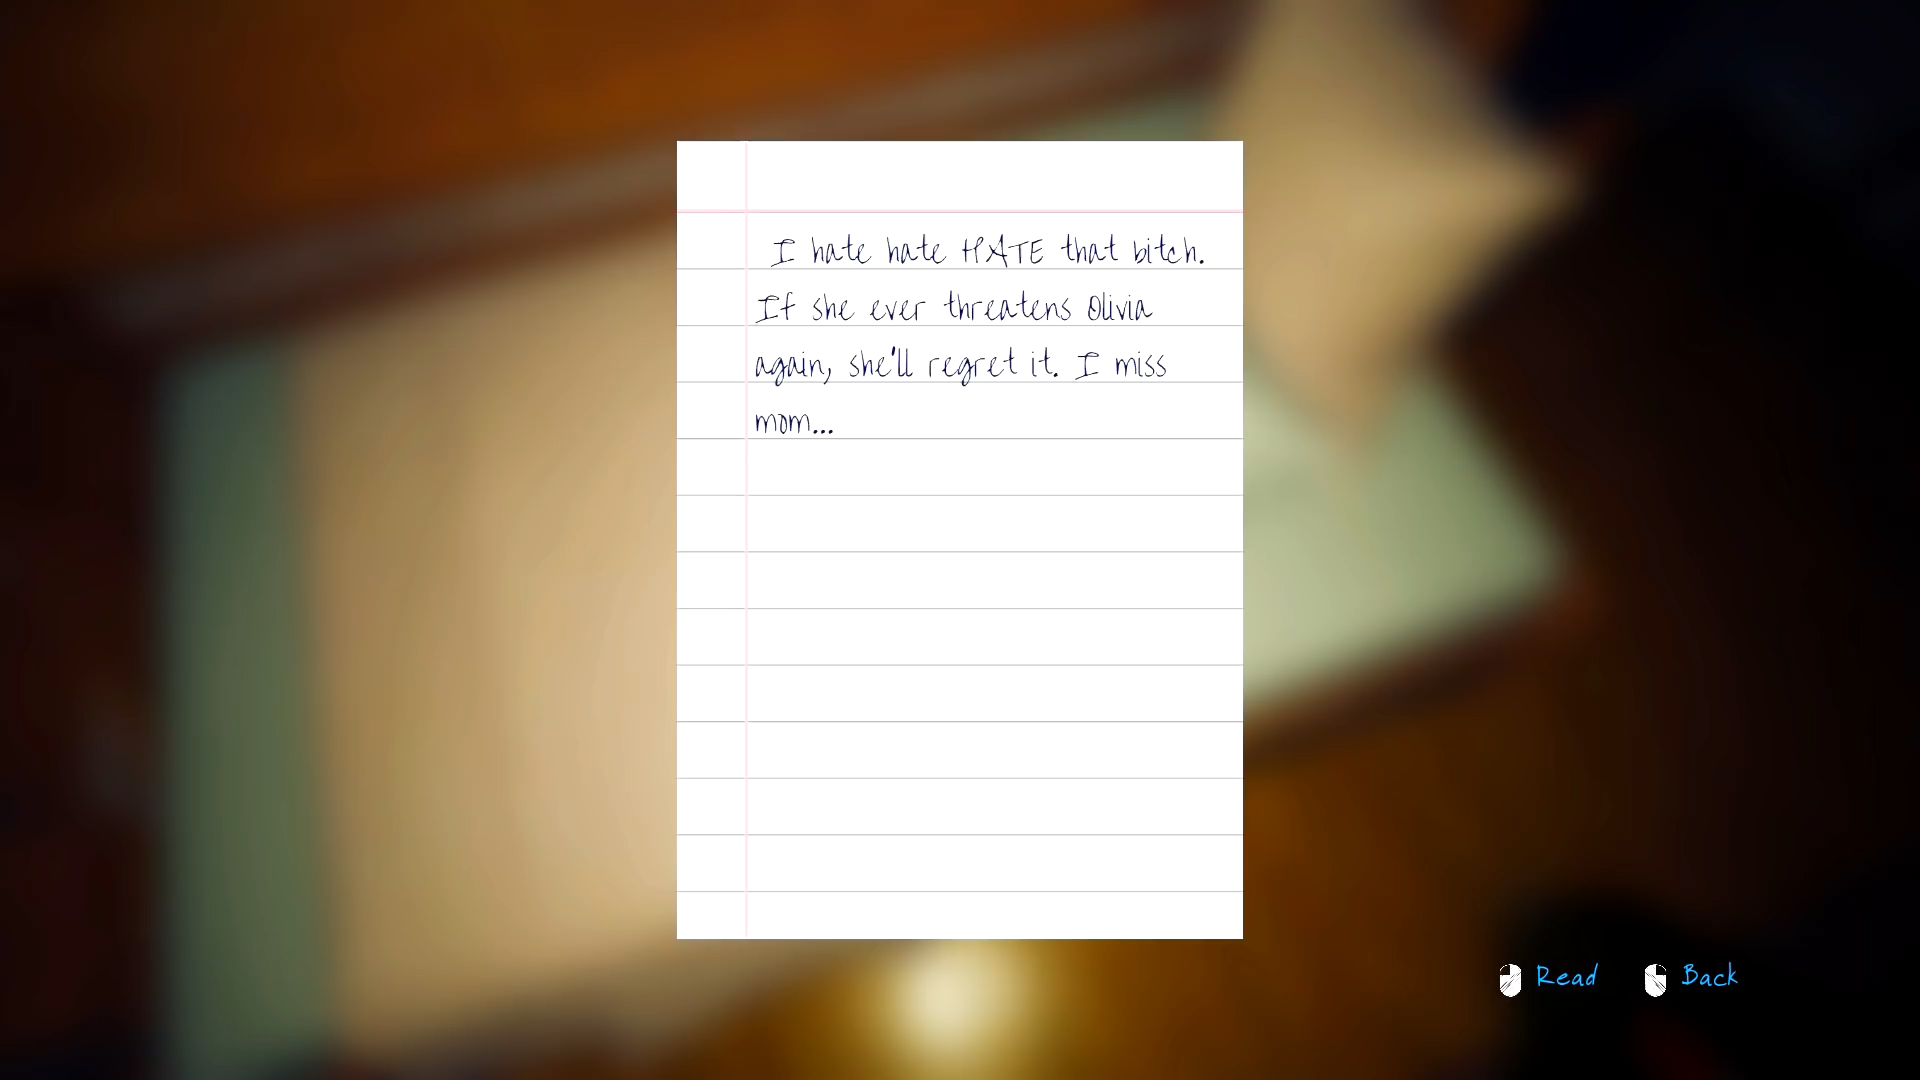 I hate hate HATE that bitch.
If she ever threatens Olivia
again, she'll regret it. I miss
mom...
Read Back